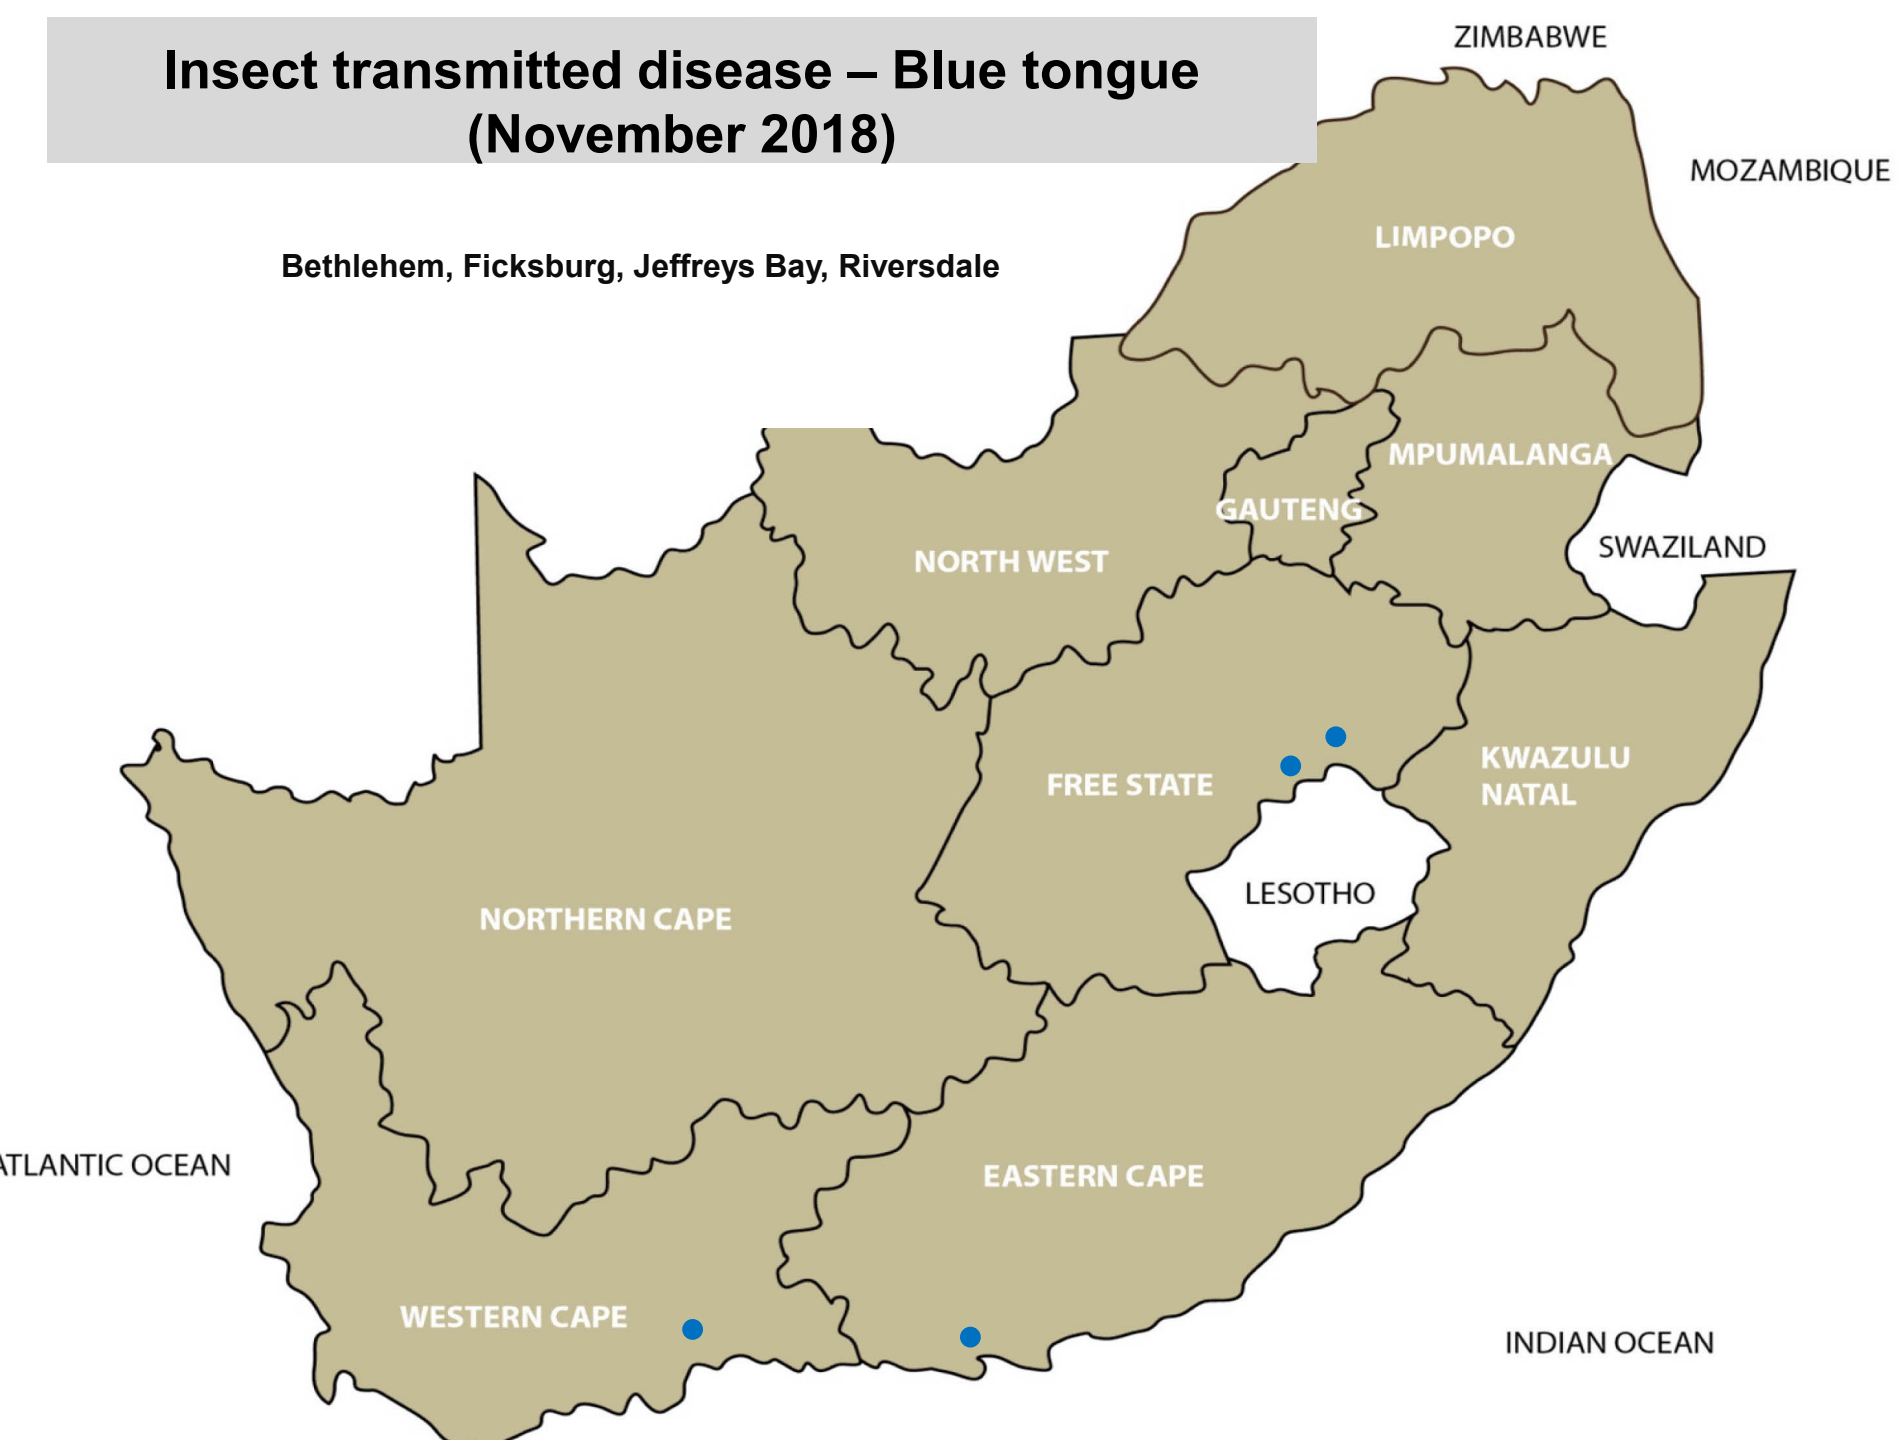 Insect transmitted disease – Blue tongue
(November 2018)
ZIMBABWE
MOZAMBIQUE
LIMPOPO
Bethlehem, Ficksburg, Jeffreys Bay, Riversdale
MPUMALANGA
GAUTENG
SWAZILAND
NORTH WEST
KWAZULU
NATAL
FREE STATE
LESOTHO
NORTHERN CAPE
ATLANTIC OCEAN
EASTERN CAPE
WESTERN CAPE
INDIAN OCEAN